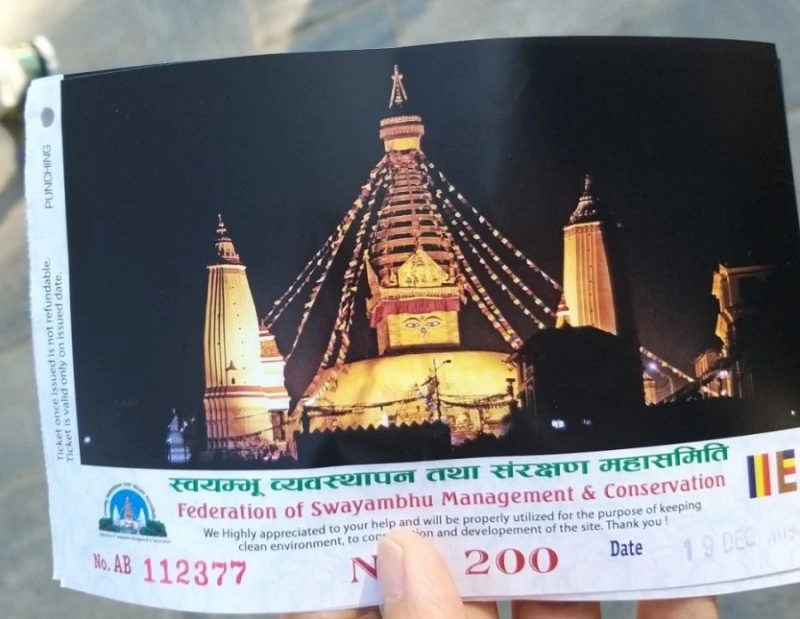 PUNCHING
Ticket once issued is not refundable.
Ticket is valid only on issued date.
स्वयम्भू व्यवस्थापन तथा संरक्षण महासमिति
Federation of Swayambhu Management & Conservation
We Highly appreciated to your help and will be properly utilized for the purpose of keeping
clean environment, to and developement of the site. Thank you !
No. AB 112377
200
Date 19 DEC